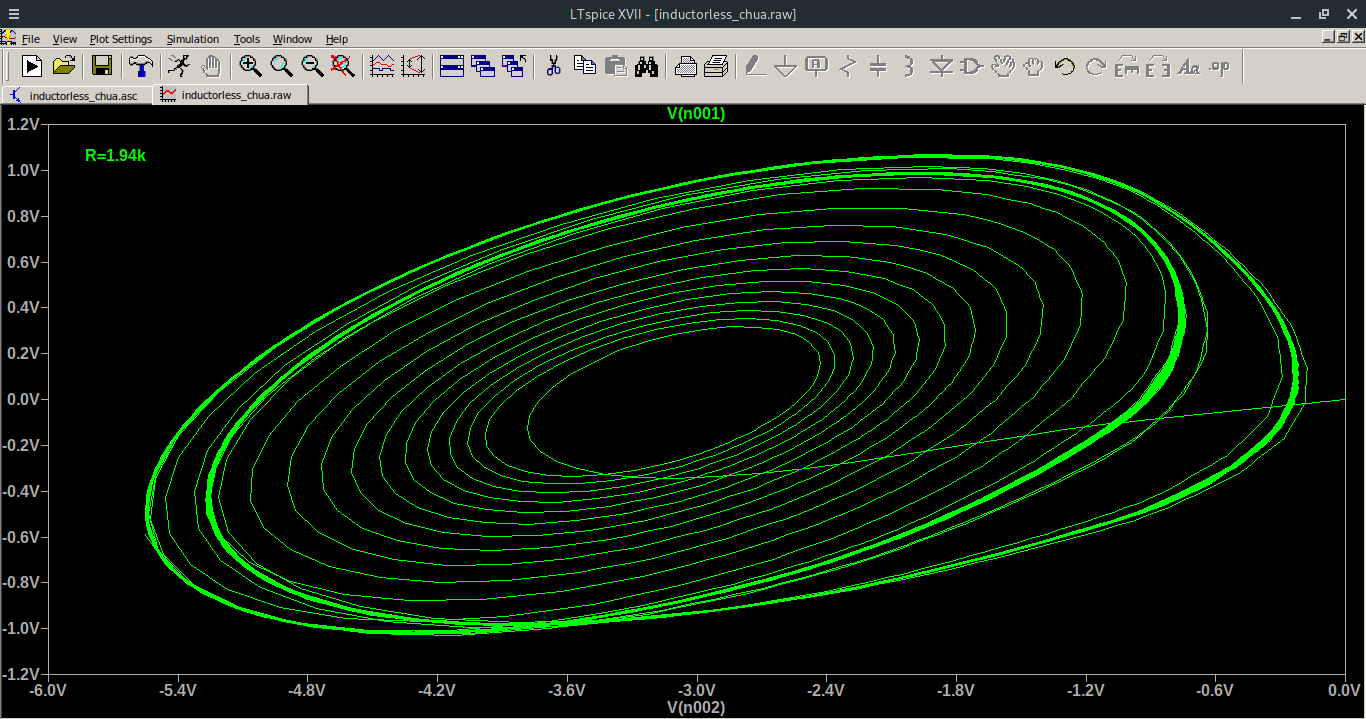 LTspice XVII - [inductorless_chua.raw]
File View Plot Settings Simulation Tools Window Help
.op
inductorless_chua.asc inductorless_chua.raw
V(n001)
1.2V
R=1.94k
1.0V
0.8V
0.6V
0.4V
0.2V
0.0V
-0.2V
-0.4V
-0.6V
-0.8V
-1.0V
-1.2V
-6.0V -5.4V -4.8V -4.2V -3.6V -3.0V -2.4V -1.8V -1.2V -0.6V 0.0V
V(n002)